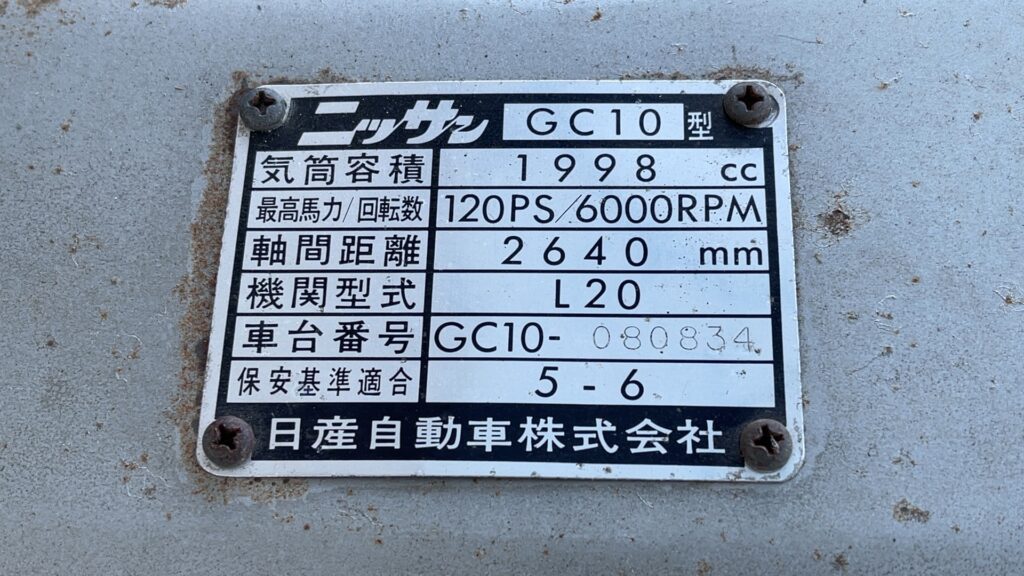 ニッサン GC10 型
気筒容積 1998 cc
最高馬力/回転数 120PS/6000RPM
軸間距離 2640 mm
機関型式 L20
車台番号 GC10- 080834
保安基準適合 5-6
日産自動車株式会社